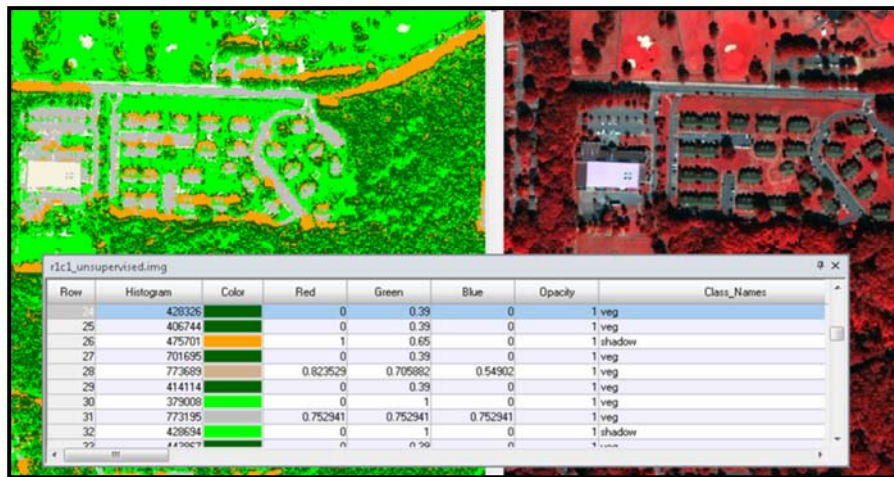 r1c1_unsupervised.img
Row Histogram Color Red Green Blue Opacity Class_Names
24 428326 0 0.39 0 1 veg
25 406744 0 0.39 0 1 veg
26 475701 1 0.65 0 1 shadow
27 701695 0 0.39 0 1 veg
28 773689 0.823529 0.705882 0.54902 1 veg
29 414114 0 0.39 0 1 veg
30 379008 0 1 0 1 veg
31 773195 0.752941 0.752941 0.752941 1 veg
32 428694 0 1 0 1 shadow